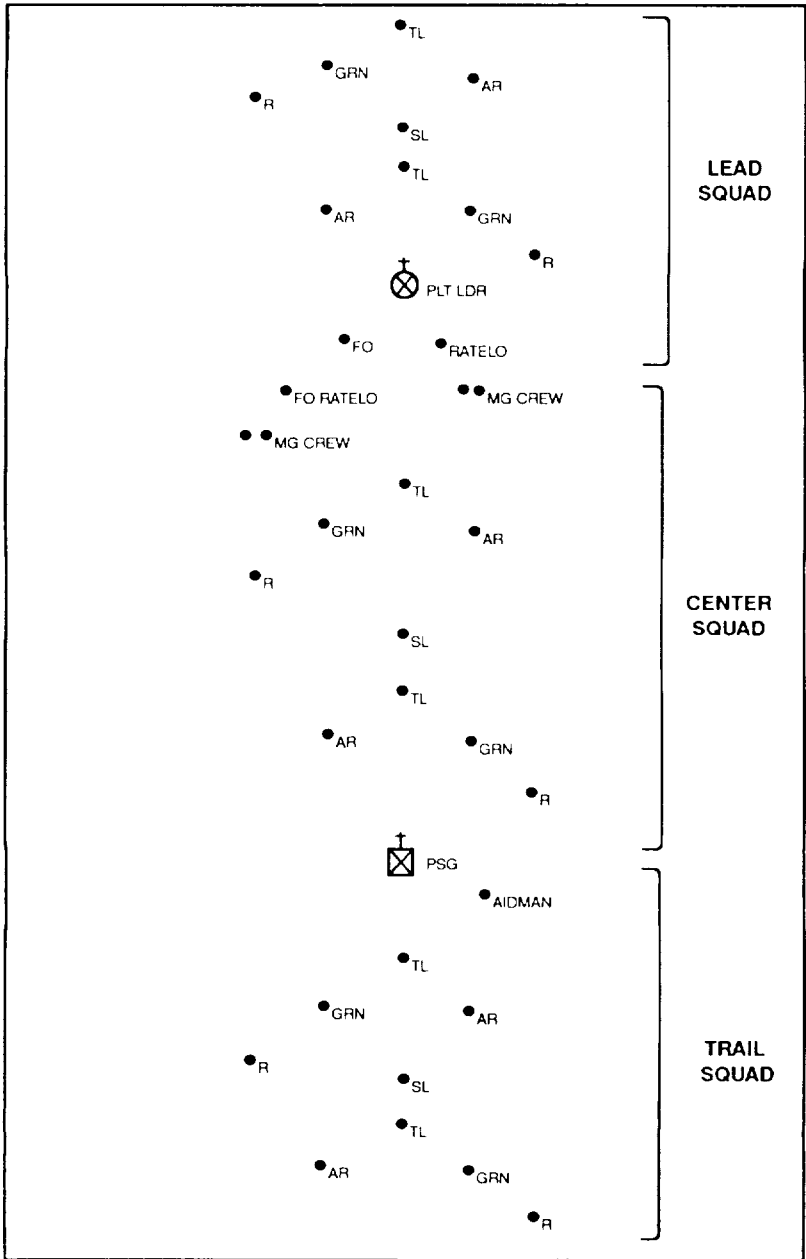 TL
GRN
AR
R
SL
TL
LEAD
SQUAD
AR
GRN
R
PLT LDR
FO
RATELO
FO RATELO
MG CREW
MG CREW
TL
GRN
AR
R
CENTER
SQUAD
SL
TL
AR
GRN
R
PSG
AIDMAN
TL
GRN
AR
TRAIL
SQUAD
R
SL
TL
AR
GRN
R